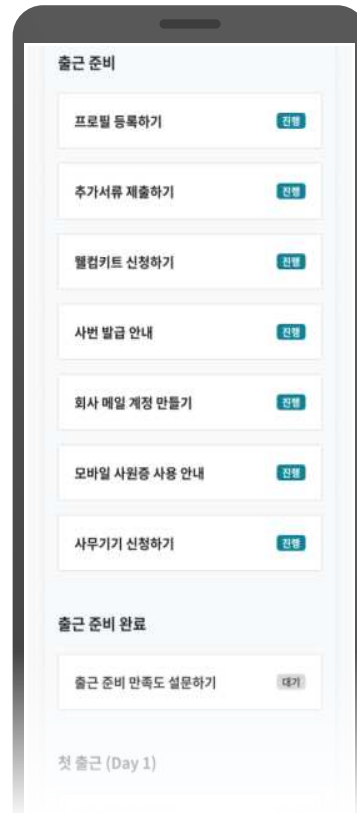 출근 준비
프로필 등록하기 진행
추가서류 제출하기 진행
웰컴키트 신청하기 진행
사번 발급 안내 진행
회사 메일 계정 만들기 진행
모바일 사원증 사용 안내 진행
사무기기 신청하기 진행
출근 준비 완료
출근 준비 만족도 설문하기 대기
첫 출근 (Day 1)